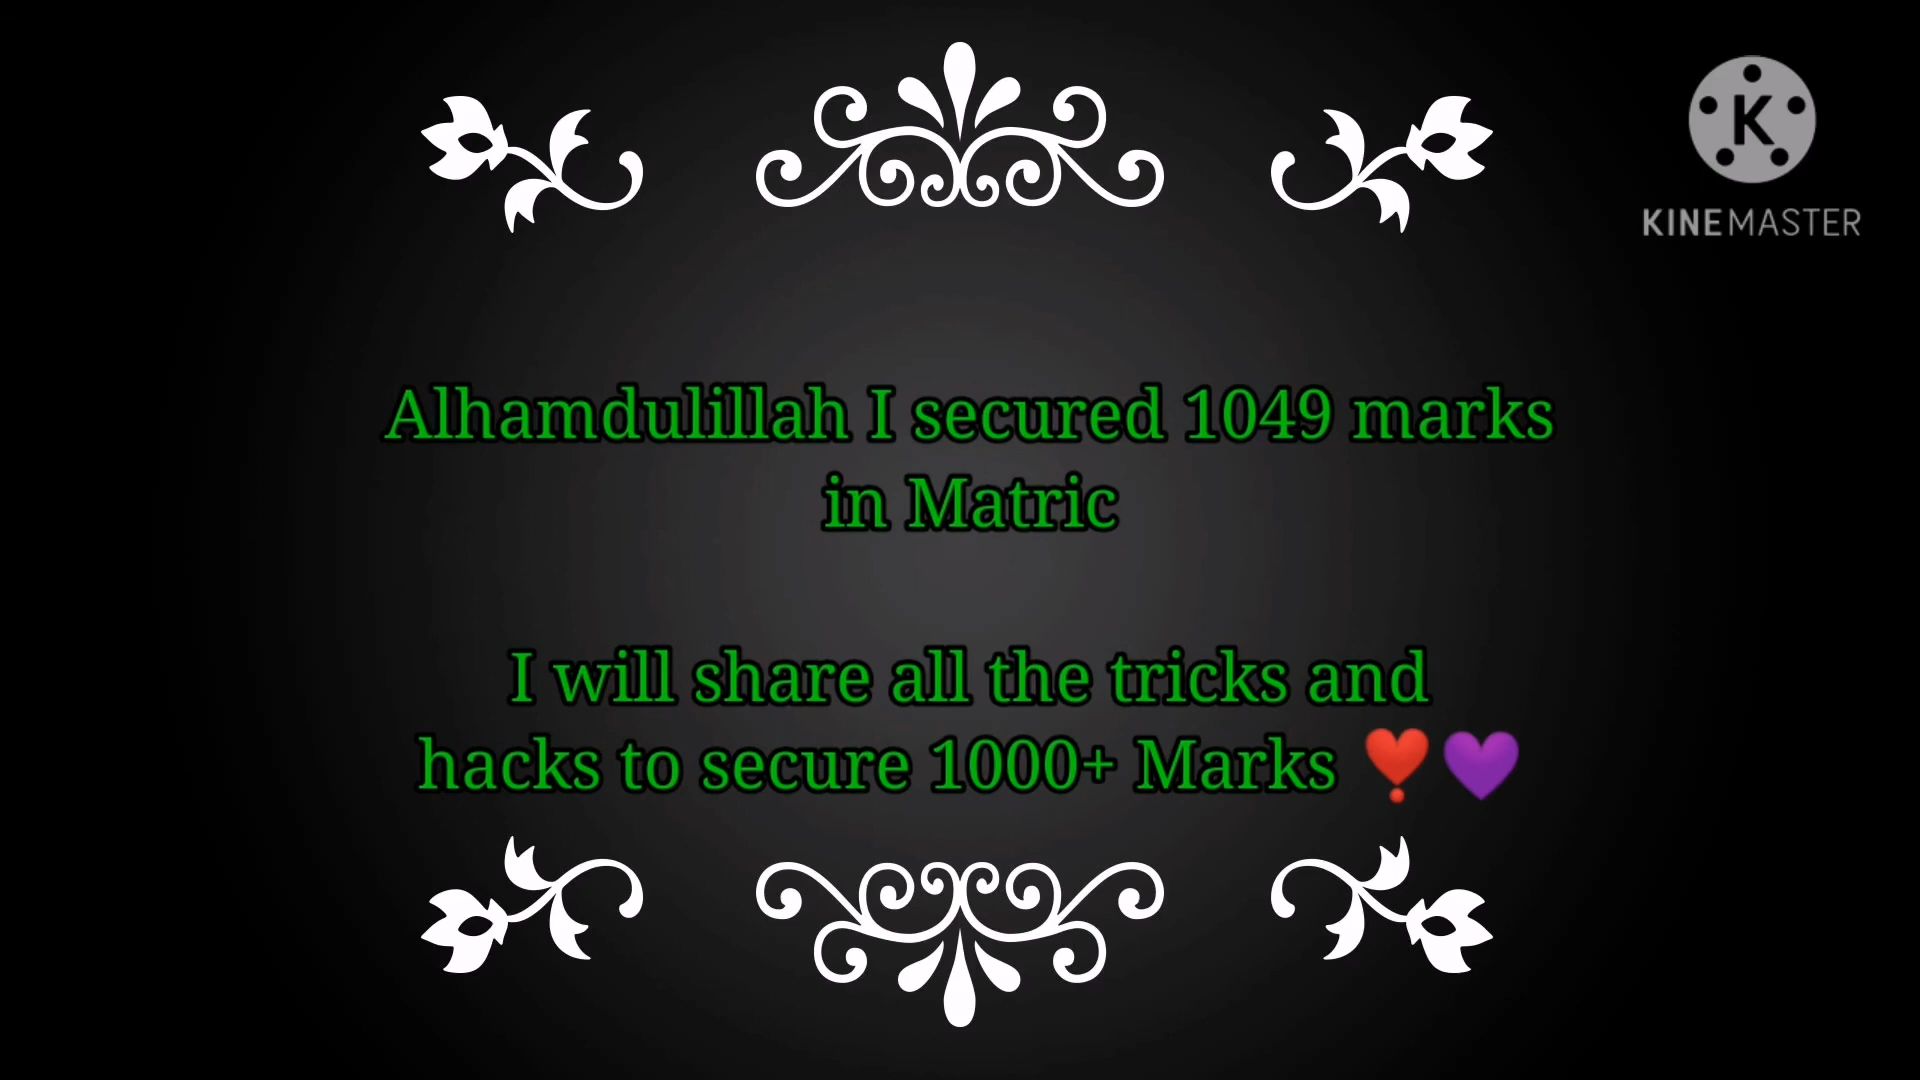 K
KINEMASTER
Alhamdulillah I secured 1049 marks
in Matric
I will share all the tricks and
hacks to secure 1000+ Marks ❣️💜